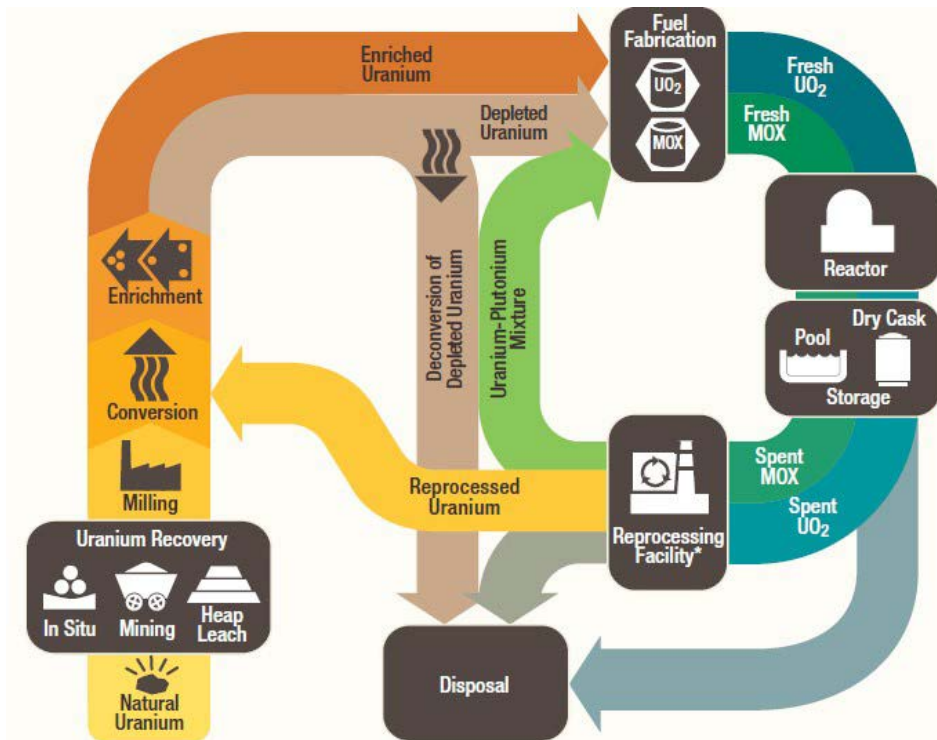 Fuel
Fabrication
UO2
MOX
Enriched
Uranium
Depleted
Uranium
Fresh
UO2
Fresh
MOX
Reactor
Pool
Dry Cask
Storage
Enrichment
Deconversion of
Depleted Uranium
Uranium-Plutonium
Mixture
Conversion
Milling
Reprocessed
Uranium
Reprocessing
Facility*
Spent
MOX
Spent
UO2
Uranium Recovery
In Situ
Mining
Heap
Leach
Natural
Uranium
Disposal